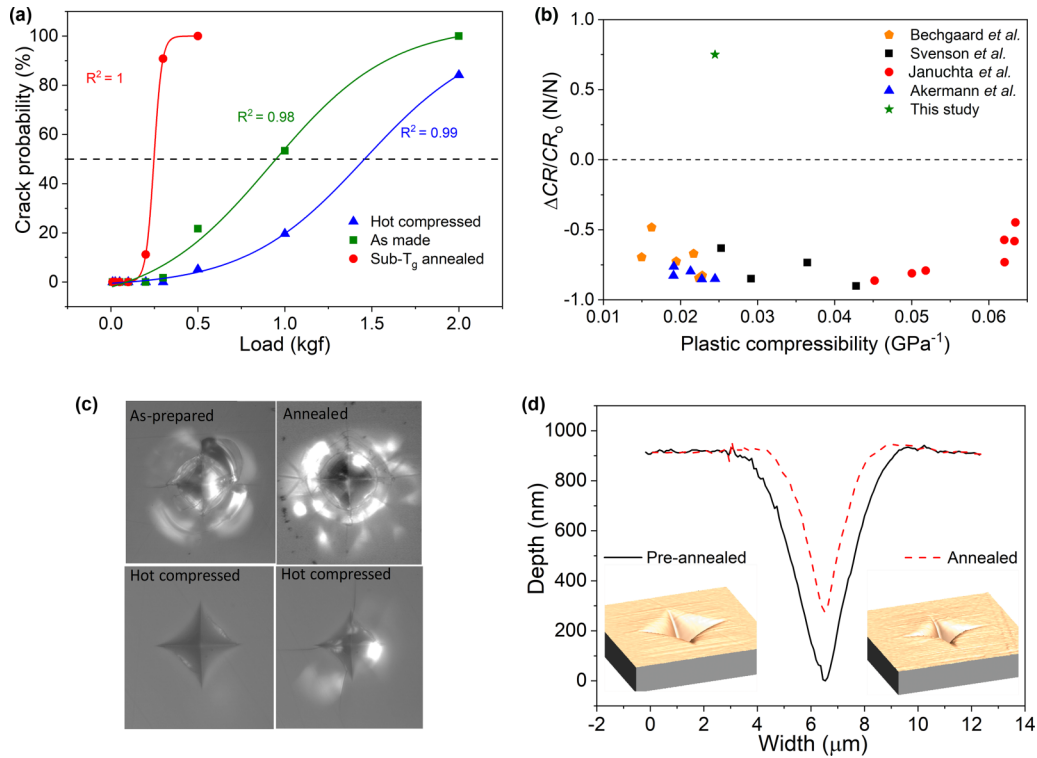 (a)
100
80
60
40
20
0
Crack probability (%)
R² = 1
R² = 0.98
R² = 0.99
Hot compressed
As made
Sub-Tg annealed
0.0 0.5 1.0 1.5 2.0
Load (kgf)
(b)
1.0
0.5
0.0
-0.5
-1.0
ΔCR/CRo (N/N)
Bechgaard et al.
Svenson et al.
Januchta et al.
Akermann et al.
This study
0.01 0.02 0.03 0.04 0.05 0.06
Plastic compressibility (GPa⁻¹)
(c)
As-prepared
Annealed
Hot compressed
Hot compressed
(d)
1000
900
800
700
600
500
400
300
200
100
0
Depth (nm)
Pre-annealed
Annealed
-2 0 2 4 6 8 10 12 14
Width (μm)